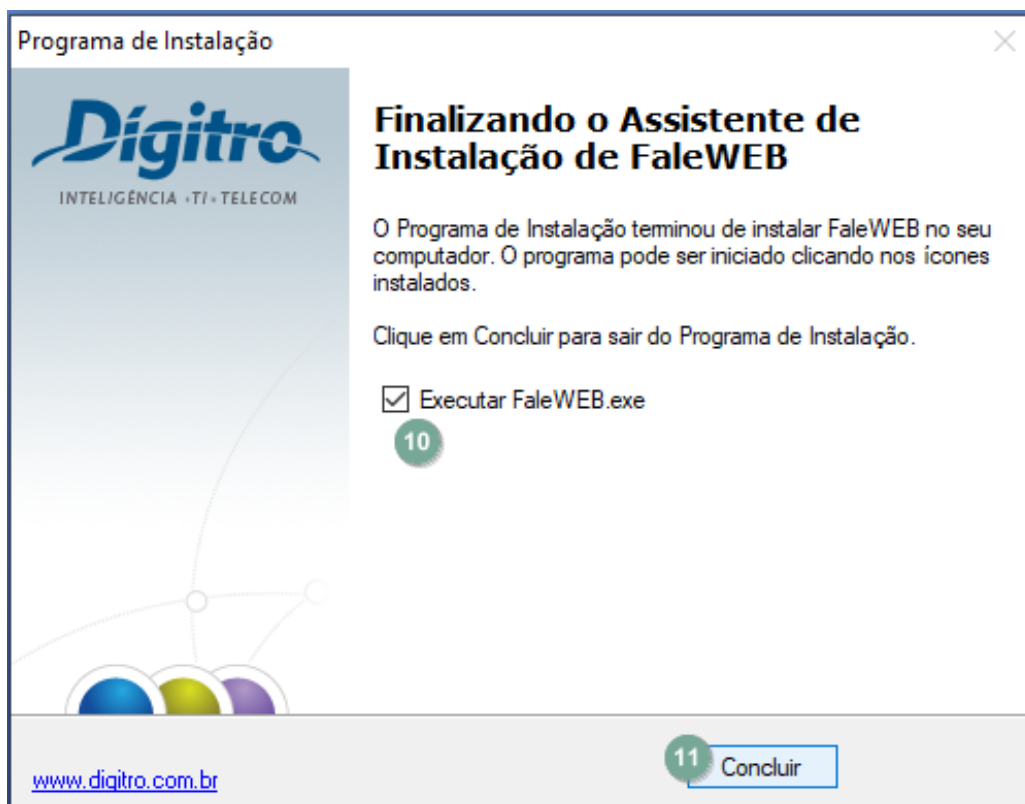 Programa de Instalação
Dígitro
INTELIGÊNCIA • TI • TELECOM
Finalizando o Assistente de
Instalação de FaleWEB
O Programa de Instalação terminou de instalar FaleWEB no seu
computador. O programa pode ser iniciado clicando nos ícones
instalados.
Clique em Concluir para sair do Programa de Instalação.
Executar FaleWEB.exe
10
www.digitro.com.br
11 Concluir